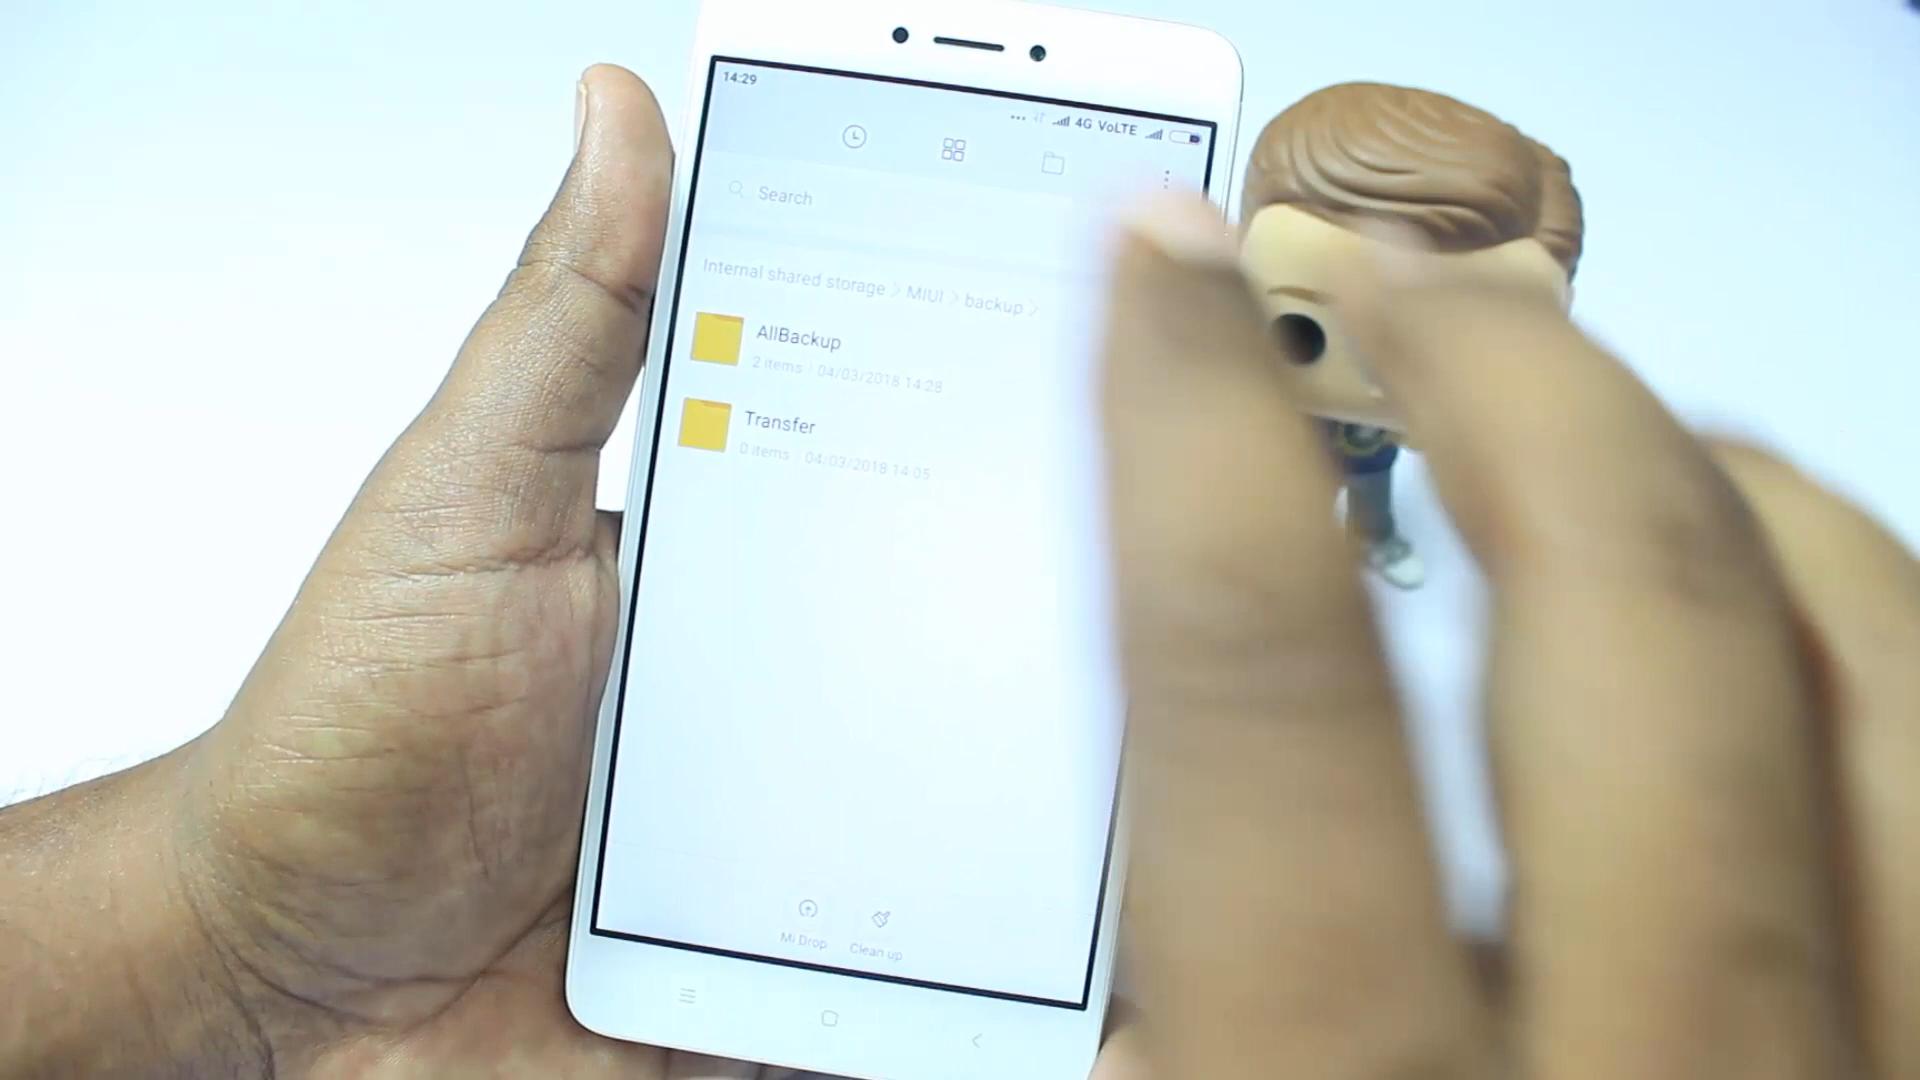 14:29
4G VoLTE
Search
Internal shared storage > MIUI > backup >
AllBackup
2 items | 04/03/2018 14:28
Transfer
0 items | 04/03/2018 14:05
Mi Drop
Clean up